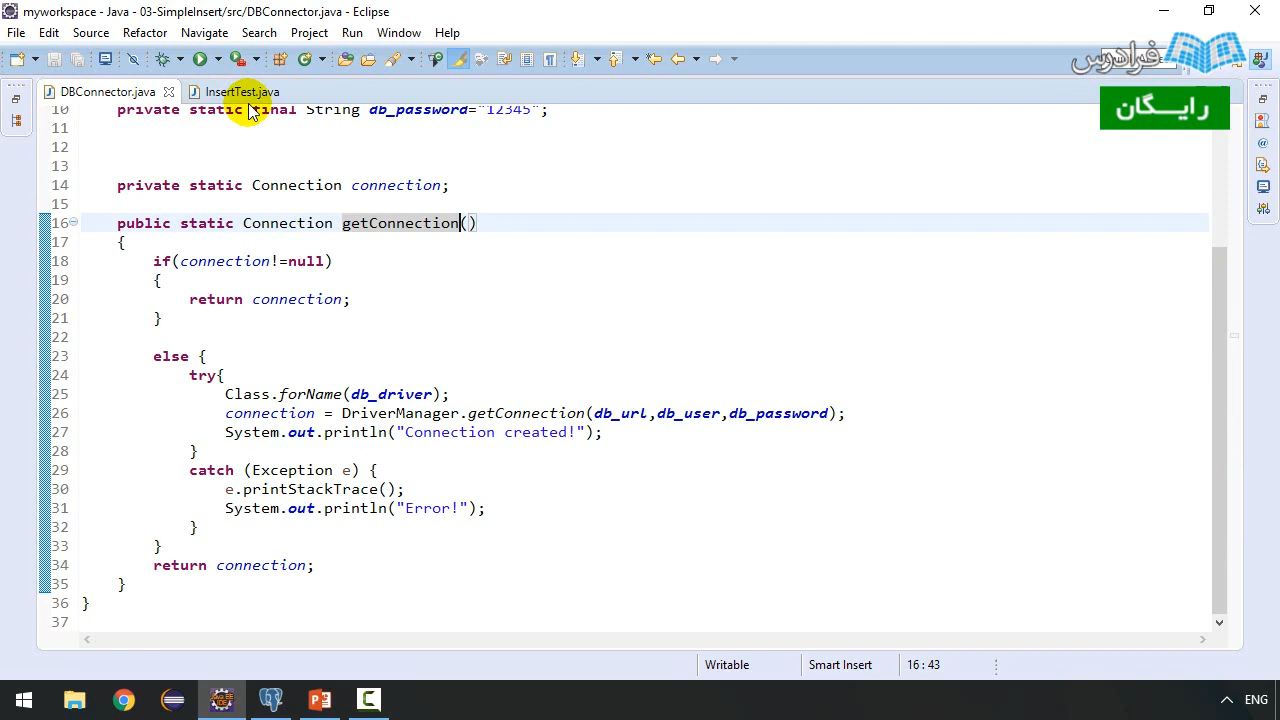 myworkspace - Java - 03-SimpleInsert/src/DBConnector.java - Eclipse
File Edit Source Refactor Navigate Search Project Run Window Help
فرادرس
رایگان
DBConnector.java InsertTest.java
10 private static final String db_password="12345";
11
12
13
14 private static Connection connection;
15
16 public static Connection getConnection()
17 {
18 if(connection!=null)
19 {
20 return connection;
21 }
22
23 else {
24 try{
25 Class.forName(db_driver);
26 connection = DriverManager.getConnection(db_url,db_user,db_password);
27 System.out.println("Connection created!");
28 }
29 catch (Exception e) {
30 e.printStackTrace();
31 System.out.println("Error!");
32 }
33 }
34 return connection;
35 }
36 }
37
Writable Smart Insert 16 : 43
ENG